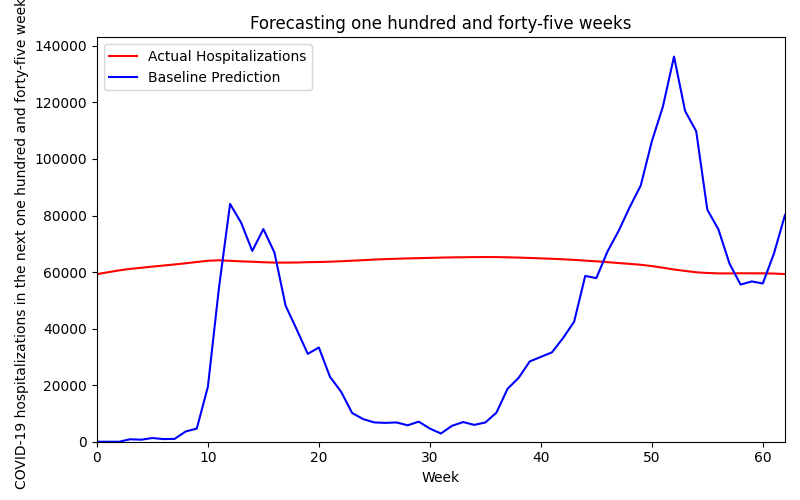 Forecasting one hundred and forty-five weeks
COVID-19 hospitalizations in the next one hundred and forty-five week
140000
120000
100000
80000
60000
40000
20000
0
Actual Hospitalizations
Baseline Prediction
0 10 20 30 40 50 60
Week